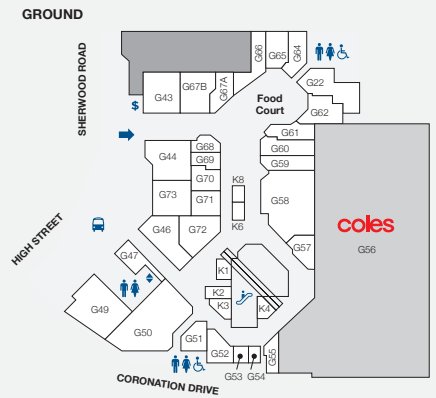 GROUND
SHERWOOD ROAD
HIGH STREET
CORONATION DRIVE
Food
Court
$
G43
G67B
G67A
G66
G65
G64
G22
G62
G61
G60
G59
G58
G57
coles
G56
G68
G69
G70
G71
G44
G73
G46
G72
K8
K6
G47
G49
G50
K1
K2
K3
K4
G51
G52
G53
G54
G55